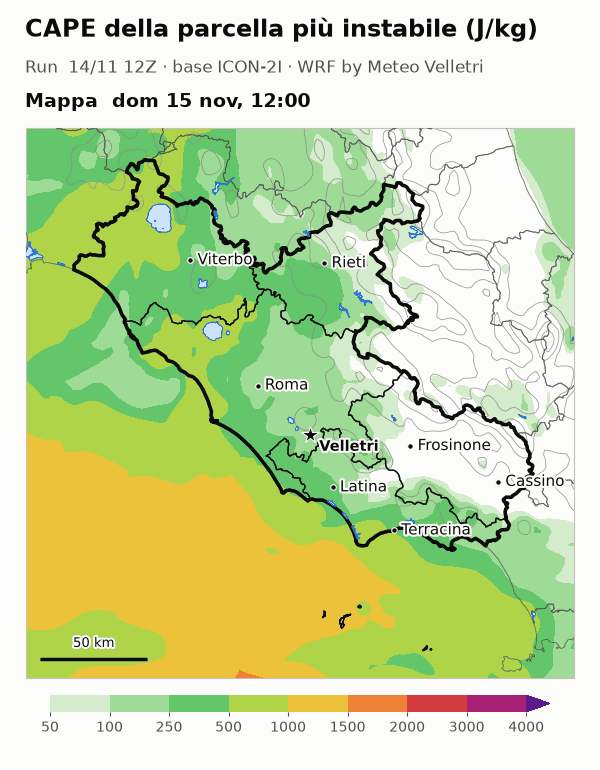 CAPE della parcella più instabile (J/kg)
Run 14/11 12Z · base ICON-2I · WRF by Meteo Velletri
Mappa dom 15 nov, 12:00
Viterbo
Rieti
Roma
Velletri
Frosinone
Cassino
Latina
Terracina
50 km
50 100 250 500 1000 1500 2000 3000 4000